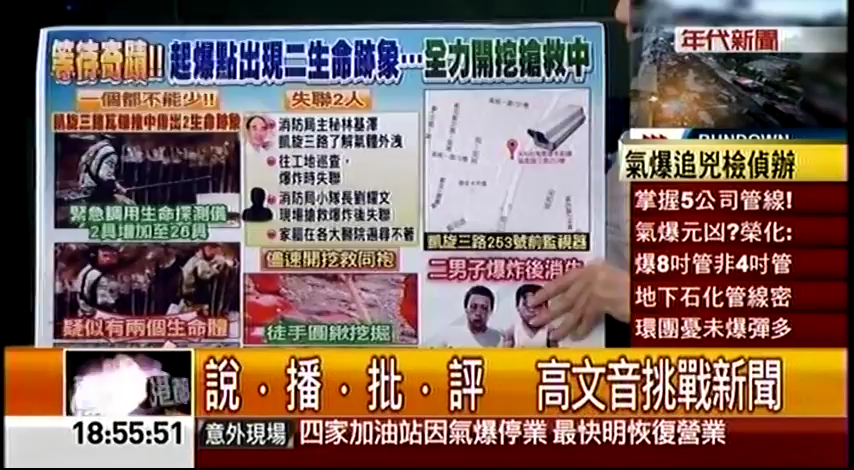 等待奇蹟!! 起爆點出現二生命跡象…全力開挖搶救中
一個都不能少!!
凱旋三路瓦礫堆中傳出2生命跡象
緊急調用生命探測儀
2具增加至26具
疑似有兩個生命體
失聯2人
消防局主秘林基澤
凱旋三路了解氣體外洩
往工地巡查,
爆炸時失聯
消防局小隊長劉耀文
現場搶救爆炸後失聯
家屬在各大醫院遍尋不著
儘速開挖救同袍
徒手圓鍬挖掘
凱旋三路253號前監視器
二男子爆炸後消失
年代新聞
RUNDOWN
氣爆追兇檢偵辦
掌握5公司管線!
氣爆元凶?榮化:
爆8吋管非4吋管
地下石化管線密
環團憂未爆彈多
說.播.批.評 高文音挑戰新聞
18:55:51
意外現場
四家加油站因氣爆停業 最快明恢復營業